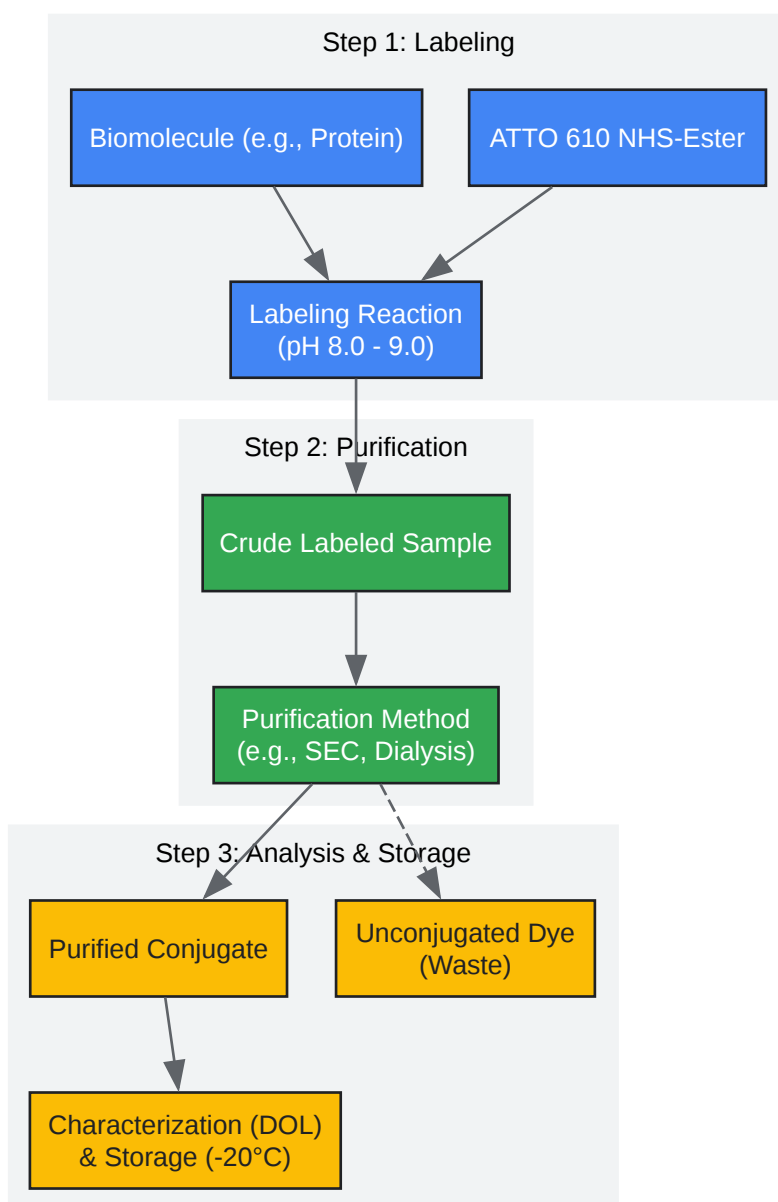 Step 1: Labeling
Biomolecule (e.g., Protein)
ATTO 610 NHS-Ester
Labeling Reaction
(pH 8.0 - 9.0)
Step 2: Purification
Crude Labeled Sample
Purification Method
(e.g., SEC, Dialysis)
Step 3: Analysis & Storage
Purified Conjugate
Unconjugated Dye
(Waste)
Characterization (DOL)
& Storage (-20°C)